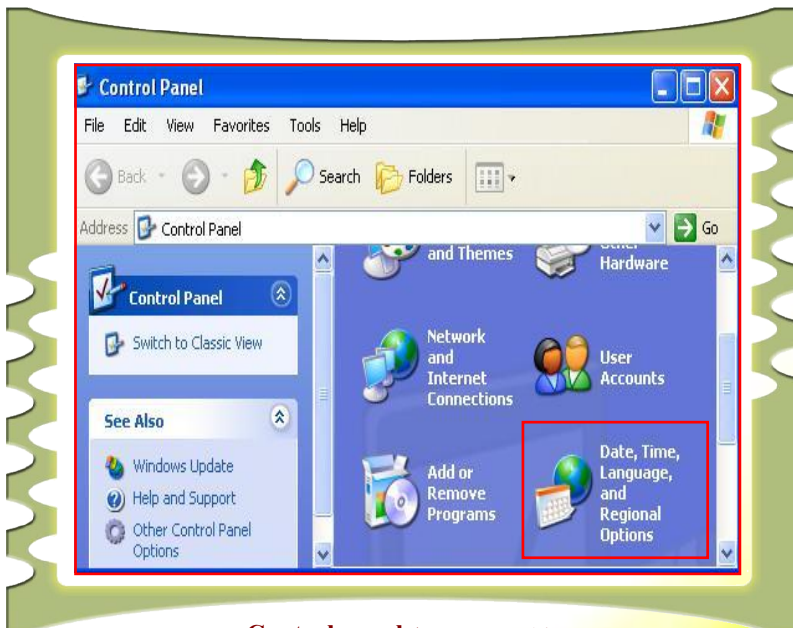 Control Panel
File Edit View Favorites Tools Help
Back Search Folders
Address Control Panel Go
Control Panel
Switch to Classic View
See Also
Windows Update
Help and Support
Other Control Panel
Options
and Themes
Other
Hardware
Network
and
Internet
Connections
User
Accounts
Add or
Remove
Programs
Date, Time,
Language,
and
Regional
Options